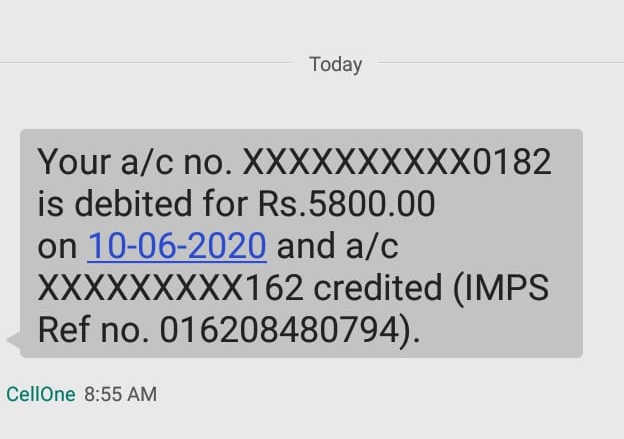 Today
Your a/c no. XXXXXXXXXX0182
is debited for Rs.5800.00
on 10-06-2020 and a/c
XXXXXXXXX162 credited (IMPS
Ref no. 016208480794).
CellOne 8:55 AM